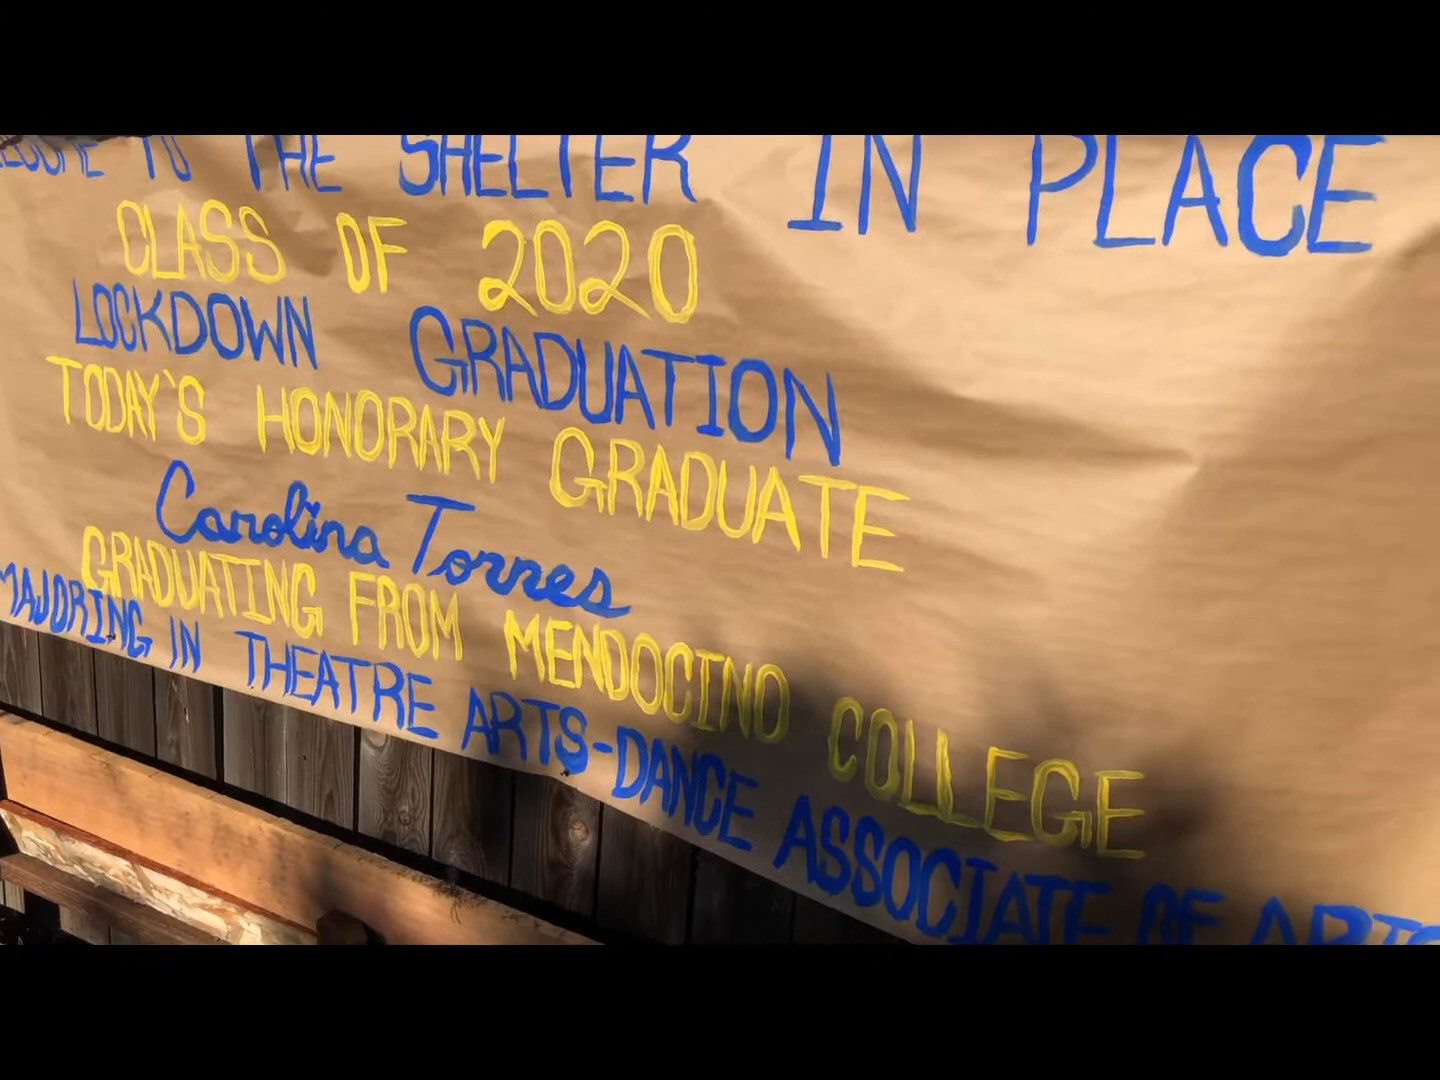 WELCOME TO THE SHELTER IN PLACE
CLASS OF 2020
LOCKDOWN GRADUATION
TODAY'S HONORARY GRADUATE
Carolina Torres
GRADUATING FROM MENDOCINO COLLEGE
MAJORING IN THEATRE ARTS-DANCE ASSOCIATE OF ARTS